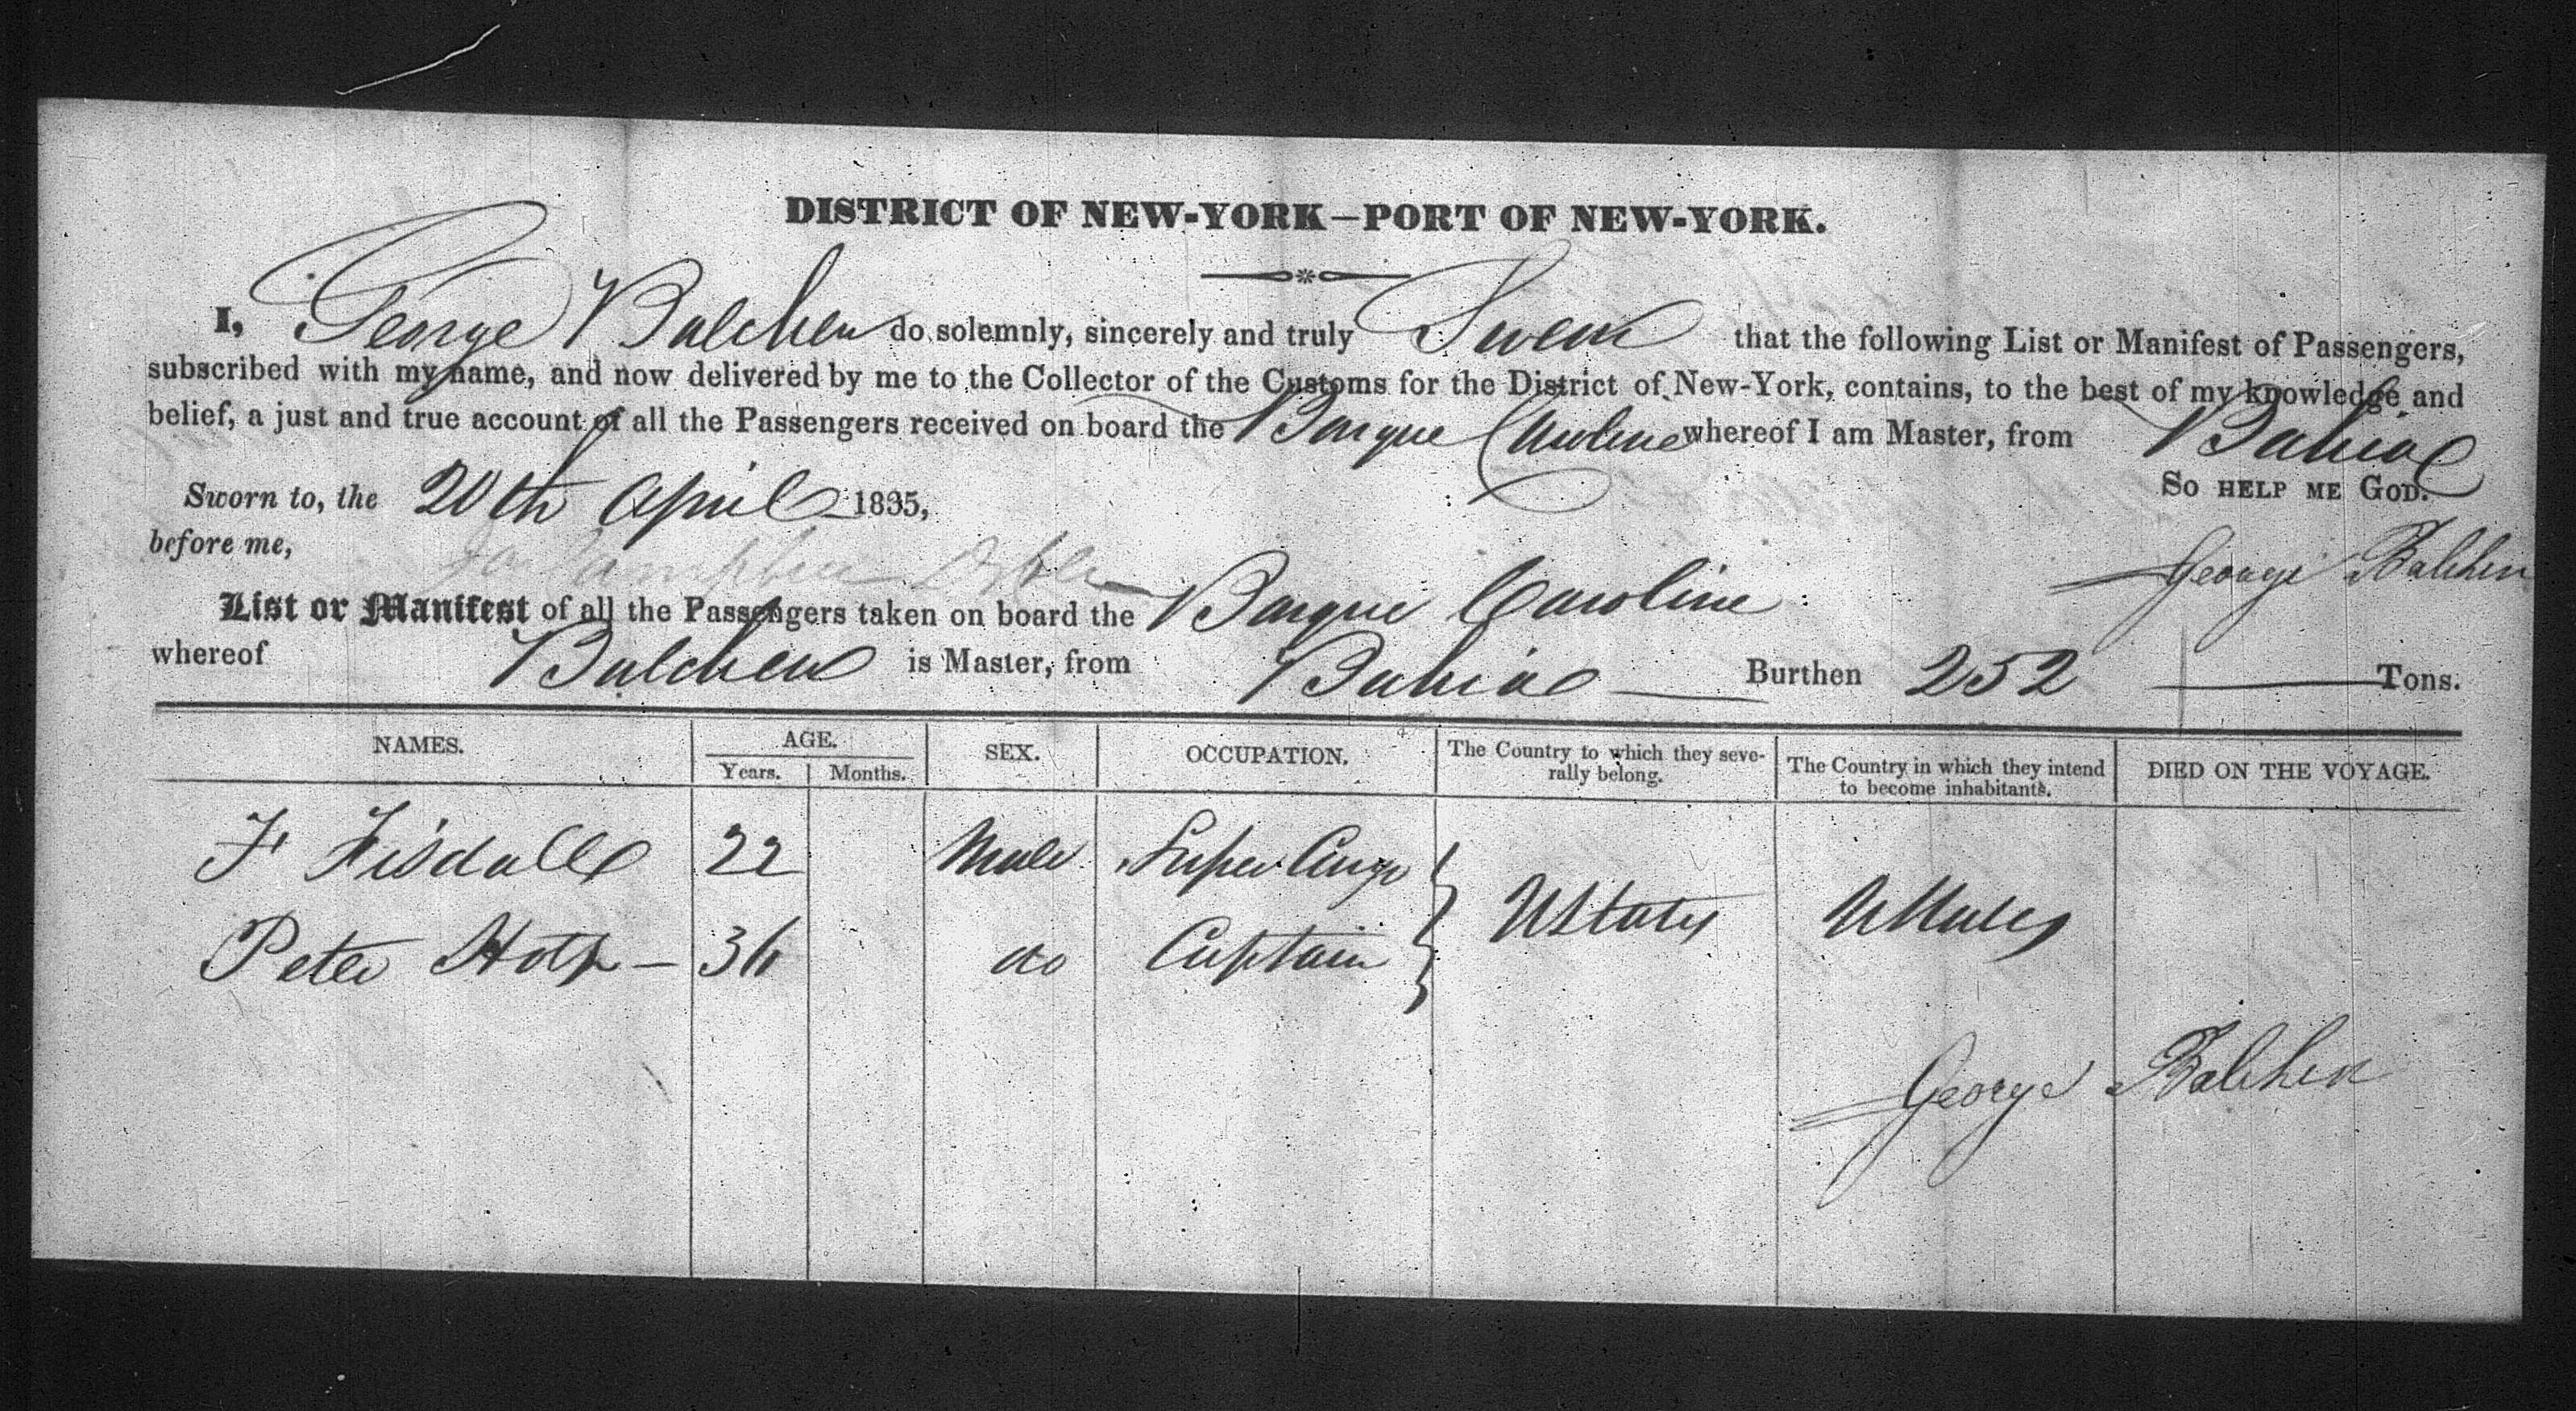 DISTRICT OF NEW-YORK—PORT OF NEW-YORK.
I, George Balchen do solemnly, sincerely and truly Swear that the following List or Manifest of Passengers,
subscribed with my name, and now delivered by me to the Collector of the Customs for the District of New-York, contains, to the best of my knowledge and
belief, a just and true account of all the Passengers received on board the Barque Caroline whereof I am Master, from Bahia
Sworn to, the 20th April 1835, SO HELP ME GOD.
before me, George Balchen
List or Manifest of all the Passengers taken on board the Barque Caroline
whereof Balchen is Master, from Bahia Burthen 252 Tons.
NAMES. AGE. SEX. OCCUPATION. The Country to which they seve- The Country in which they intend DIED ON THE VOYAGE.
Years. Months. rally belong. to become inhabitants.
F Tisdall 22 Male Super Cargo
UStates UStates
Peter 36 do Captain
George Balchen